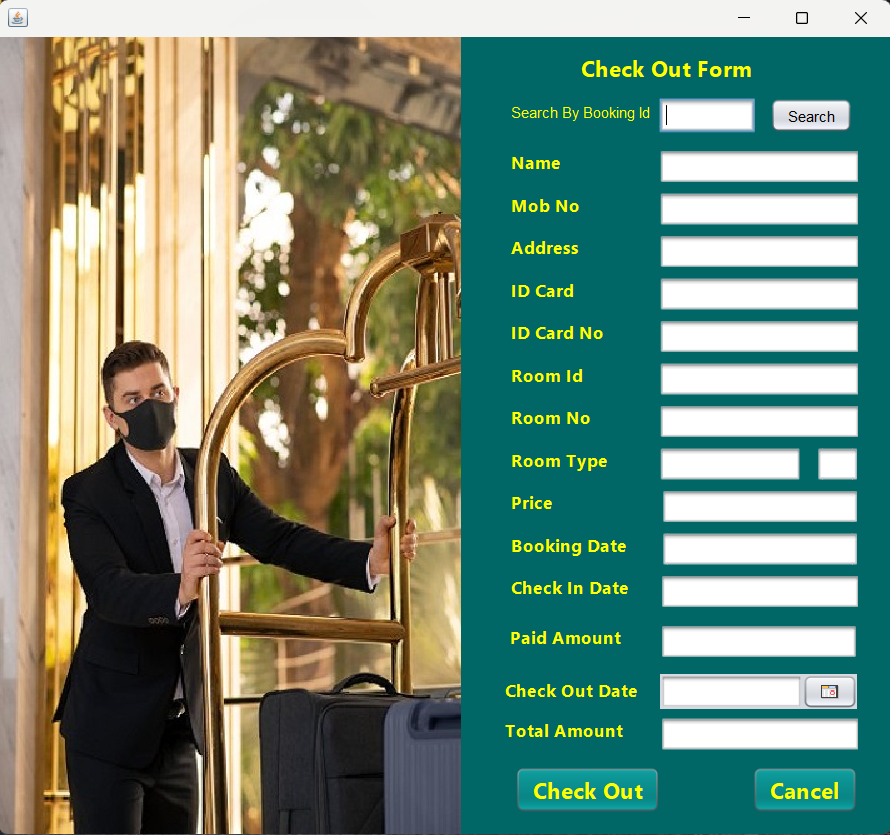 Check Out Form
Search By Booking Id
Search
Name
Mob No
Address
ID Card
ID Card No
Room Id
Room No
Room Type
Price
Booking Date
Check In Date
Paid Amount
Check Out Date
Total Amount
Check Out
Cancel